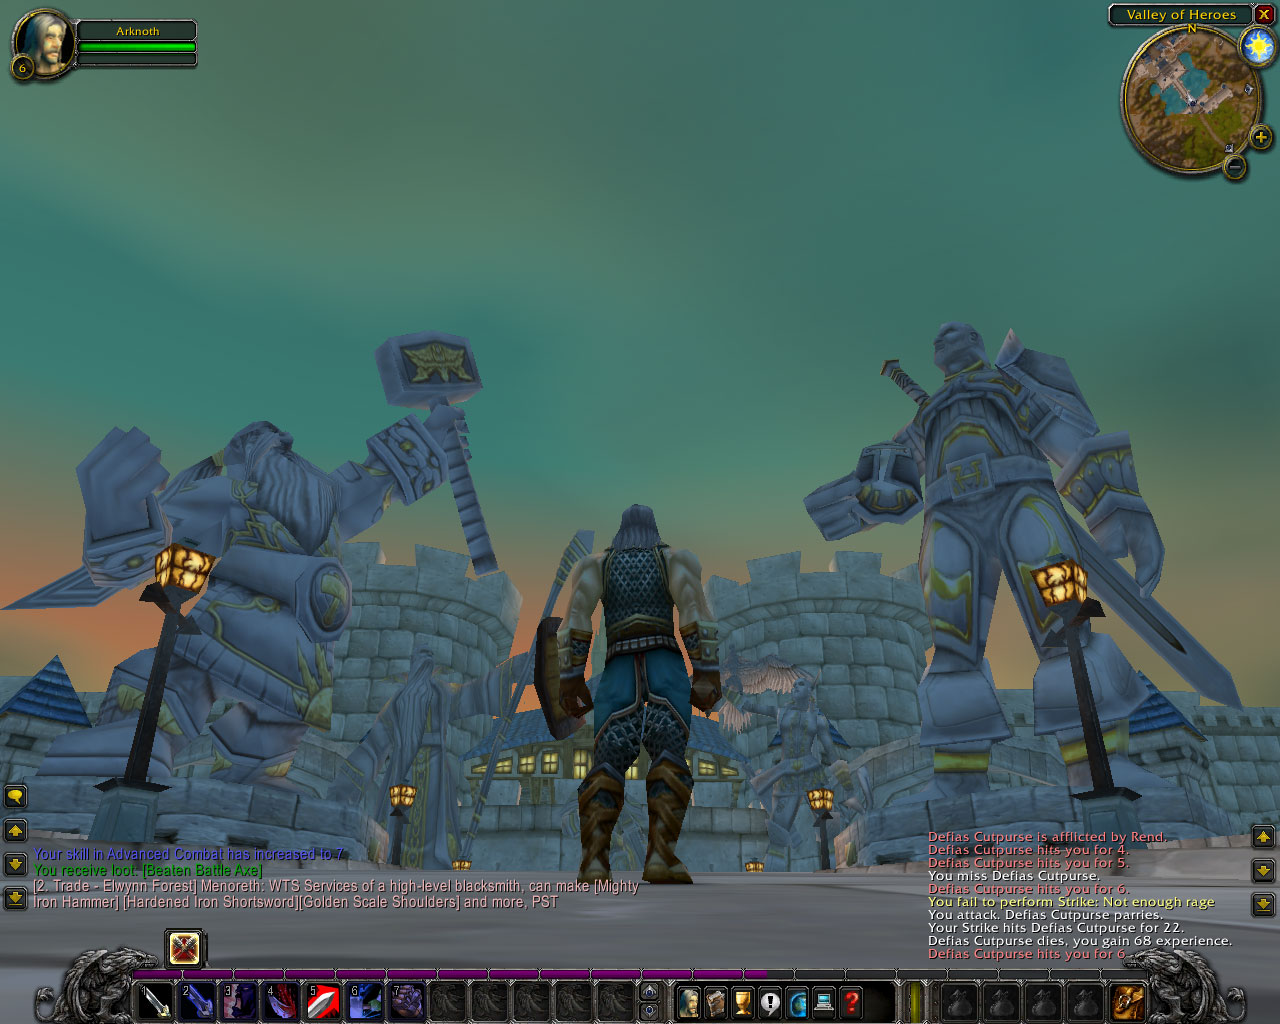 Arknoth
6
Valley of Heroes
N
Your skill in Advanced Combat has increased to 7
You receive loot: [Beaten Battle Axe]
[2. Trade - Elwynn Forest] Menoreth: WTS Services of a high-level blacksmith, can make [Mighty
Iron Hammer] [Hardened Iron Shortsword][Golden Scale Shoulders] and more, PST
Defias Cutpurse is afflicted by Rend.
Defias Cutpurse hits you for 4.
Defias Cutpurse hits you for 5.
You miss Defias Cutpurse.
Defias Cutpurse hits you for 6.
You fail to perform Strike: Not enough rage
You attack. Defias Cutpurse parries.
Your Strike hits Defias Cutpurse for 22.
Defias Cutpurse dies, you gain 68 experience.
Defias Cutpurse hits you for 6.
1 2 3 4 5 6 7